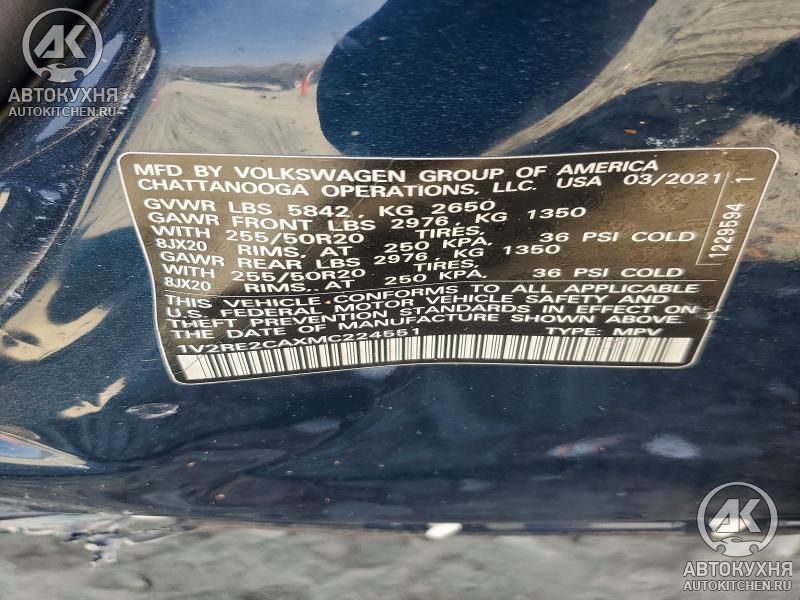 AK
АВТОКУХНЯ
AUTOKITCHEN.RU
MFD BY VOLKSWAGEN GROUP OF AMERICA
CHATTANOOGA OPERATIONS, LLC. USA 03/2021
GVWR LBS 5842 , KG 2650
GAWR FRONT LBS 2976, KG 1350
WITH 255/50R20 TIRES,
8JX20 RIMS, AT 250 KPA, 36 PSI COLD
GAWR REAR LBS 2976, KG 1350
WITH 255/50R20 TIRES,
8JX20 RIMS, AT 250 KPA, 36 PSI COLD
THIS VEHICLE CONFORMS TO ALL APPLICABLE
U.S. FEDERAL MOTOR VEHICLE SAFETY AND
THEFT PREVENTION STANDARDS IN EFFECT ON
THE DATE OF MANUFACTURE SHOWN ABOVE.
1V2RE2CAXMC224551 TYPE: MPV
1229594 1
AK
АВТОКУХНЯ
AUTOKITCHEN.RU